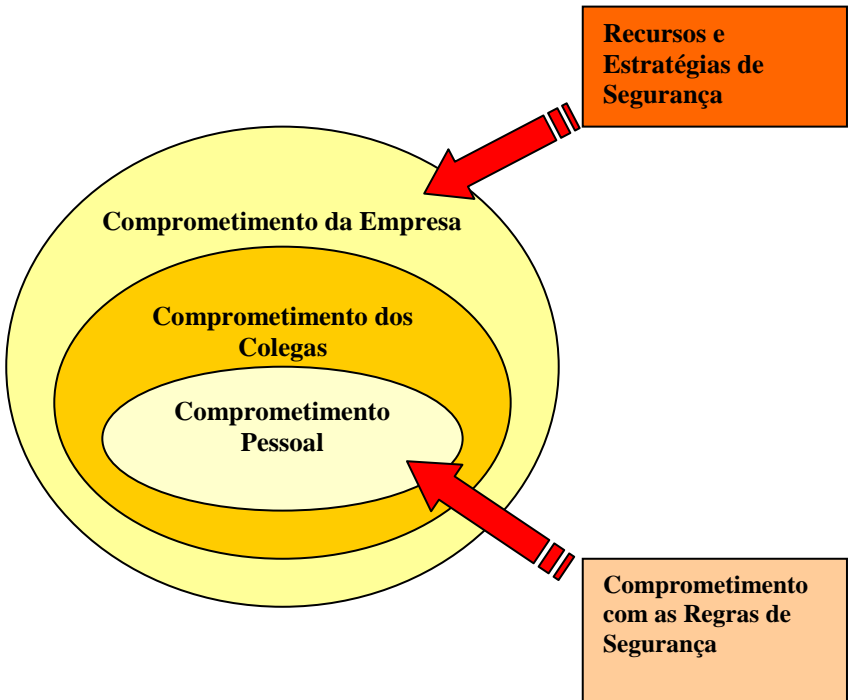 Recursos e
Estratégias de
Segurança
Comprometimento da Empresa
Comprometimento dos
Colegas
Comprometimento
Pessoal
Comprometimento
com as Regras de
Segurança